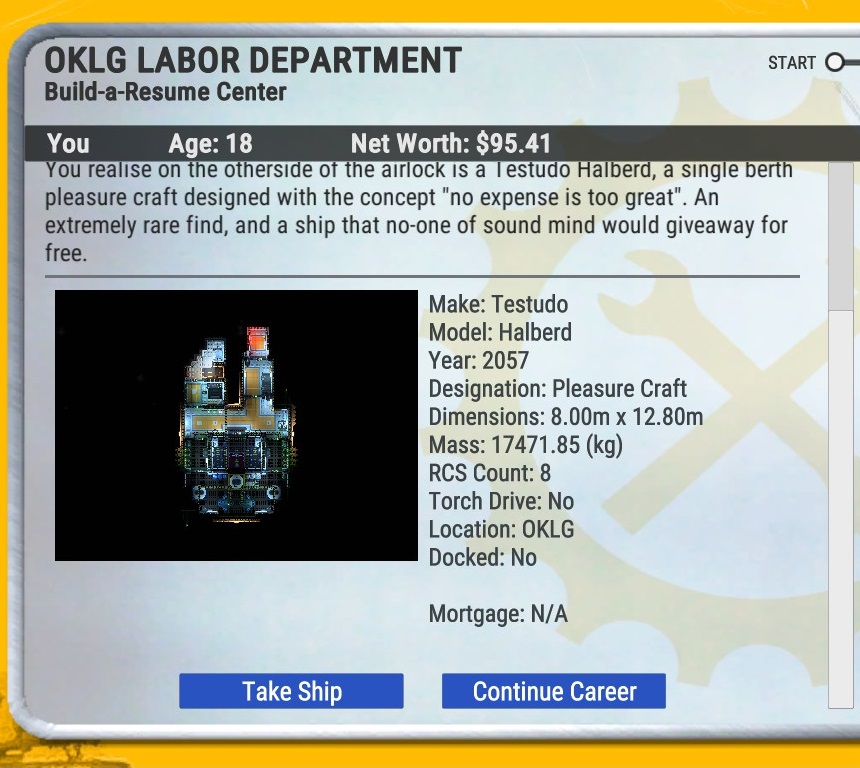 OKLG LABOR DEPARTMENT
START
Build-a-Resume Center
You Age: 18 Net Worth: $95.41
You realise on the otherside of the airlock is a Testudo Halberd, a single berth
pleasure craft designed with the concept "no expense is too great". An
extremely rare find, and a ship that no-one of sound mind would giveaway for
free.
Make: Testudo
Model: Halberd
Year: 2057
Designation: Pleasure Craft
Dimensions: 8.00m x 12.80m
Mass: 17471.85 (kg)
RCS Count: 8
Torch Drive: No
Location: OKLG
Docked: No
Mortgage: N/A
Take Ship Continue Career